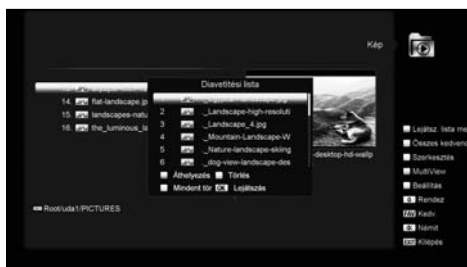 Kép
Diavetítési lista
1
14. flat-landscape.jp
2 ._Landscape-high-resoluti
15. landscapes-natu
3 ._Landscape_4.jpg
16. the_luminous_la
4 ._Mountain-Landscape-W
5 ._Nature-landscape-skiing
-desktop-hd-wallp
6 ._dog-view-landscape-des
Áthelyezés Törlés
Mindent tör OK Lejátszás
Root/uda1/PICTURES
Lejátsz. lista me
Összes kedvenc
Szerkesztés
MultiView
Beállítás
Rendez
FAV Kedv.
Némít
EXIT Kilépés